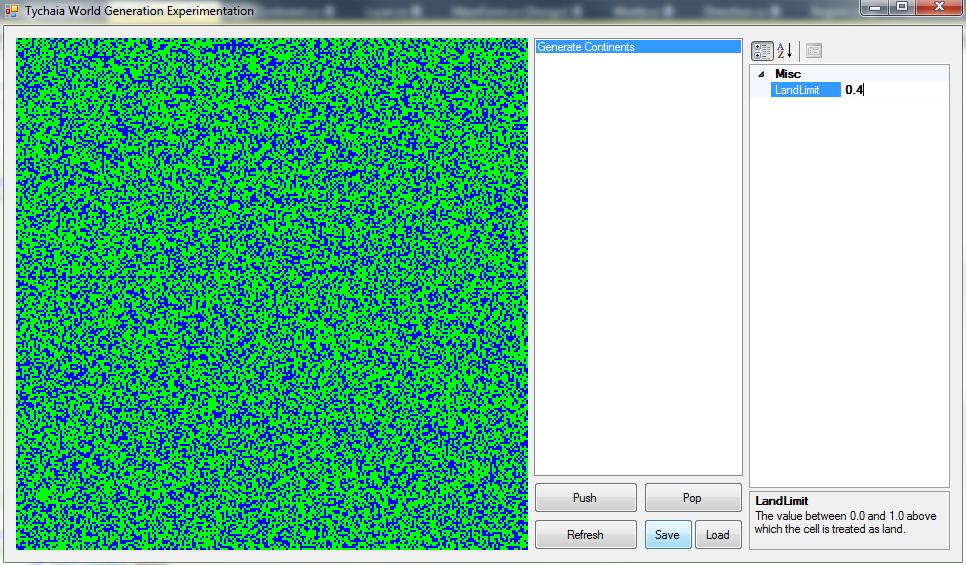 Tychaia World Generation Experimentation
Generate Continents
Misc
LandLimit 0.4
Push Pop
Refresh Save Load
LandLimit
The value between 0.0 and 1.0 above
which the cell is treated as land.